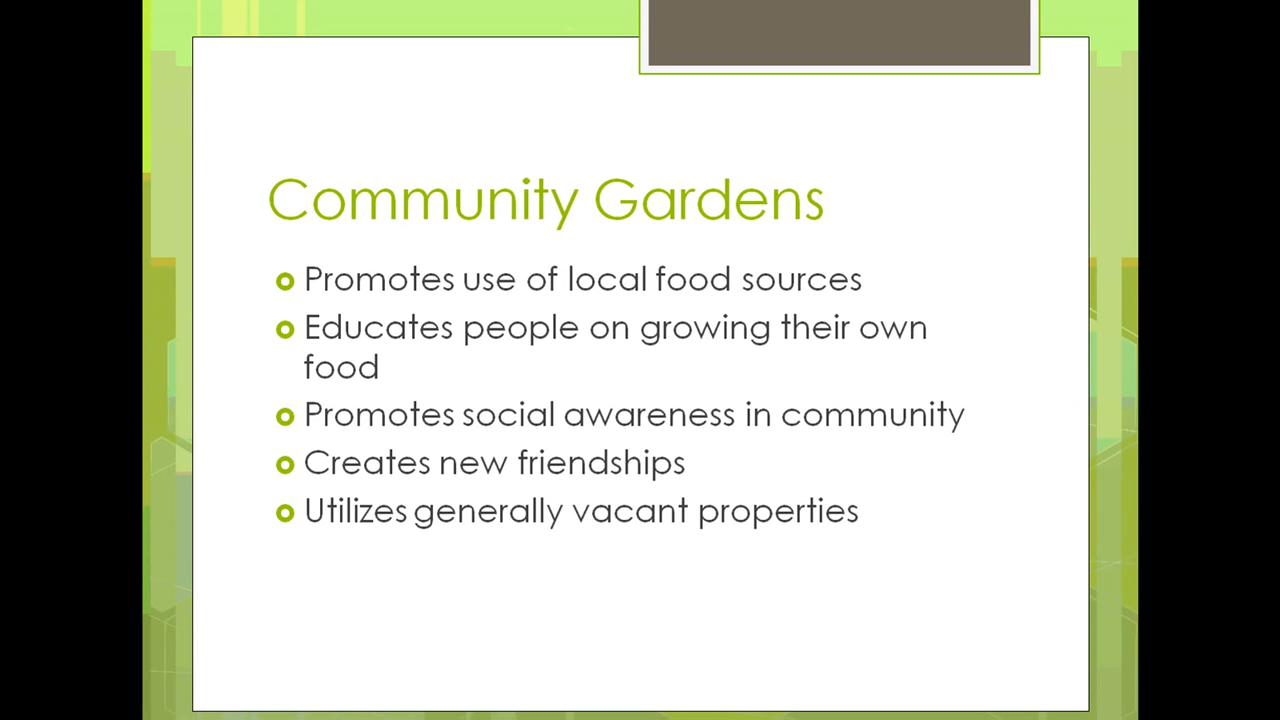 Community Gardens
Promotes use of local food sources
Educates people on growing their own
food
Promotes social awareness in community
Creates new friendships
Utilizes generally vacant properties